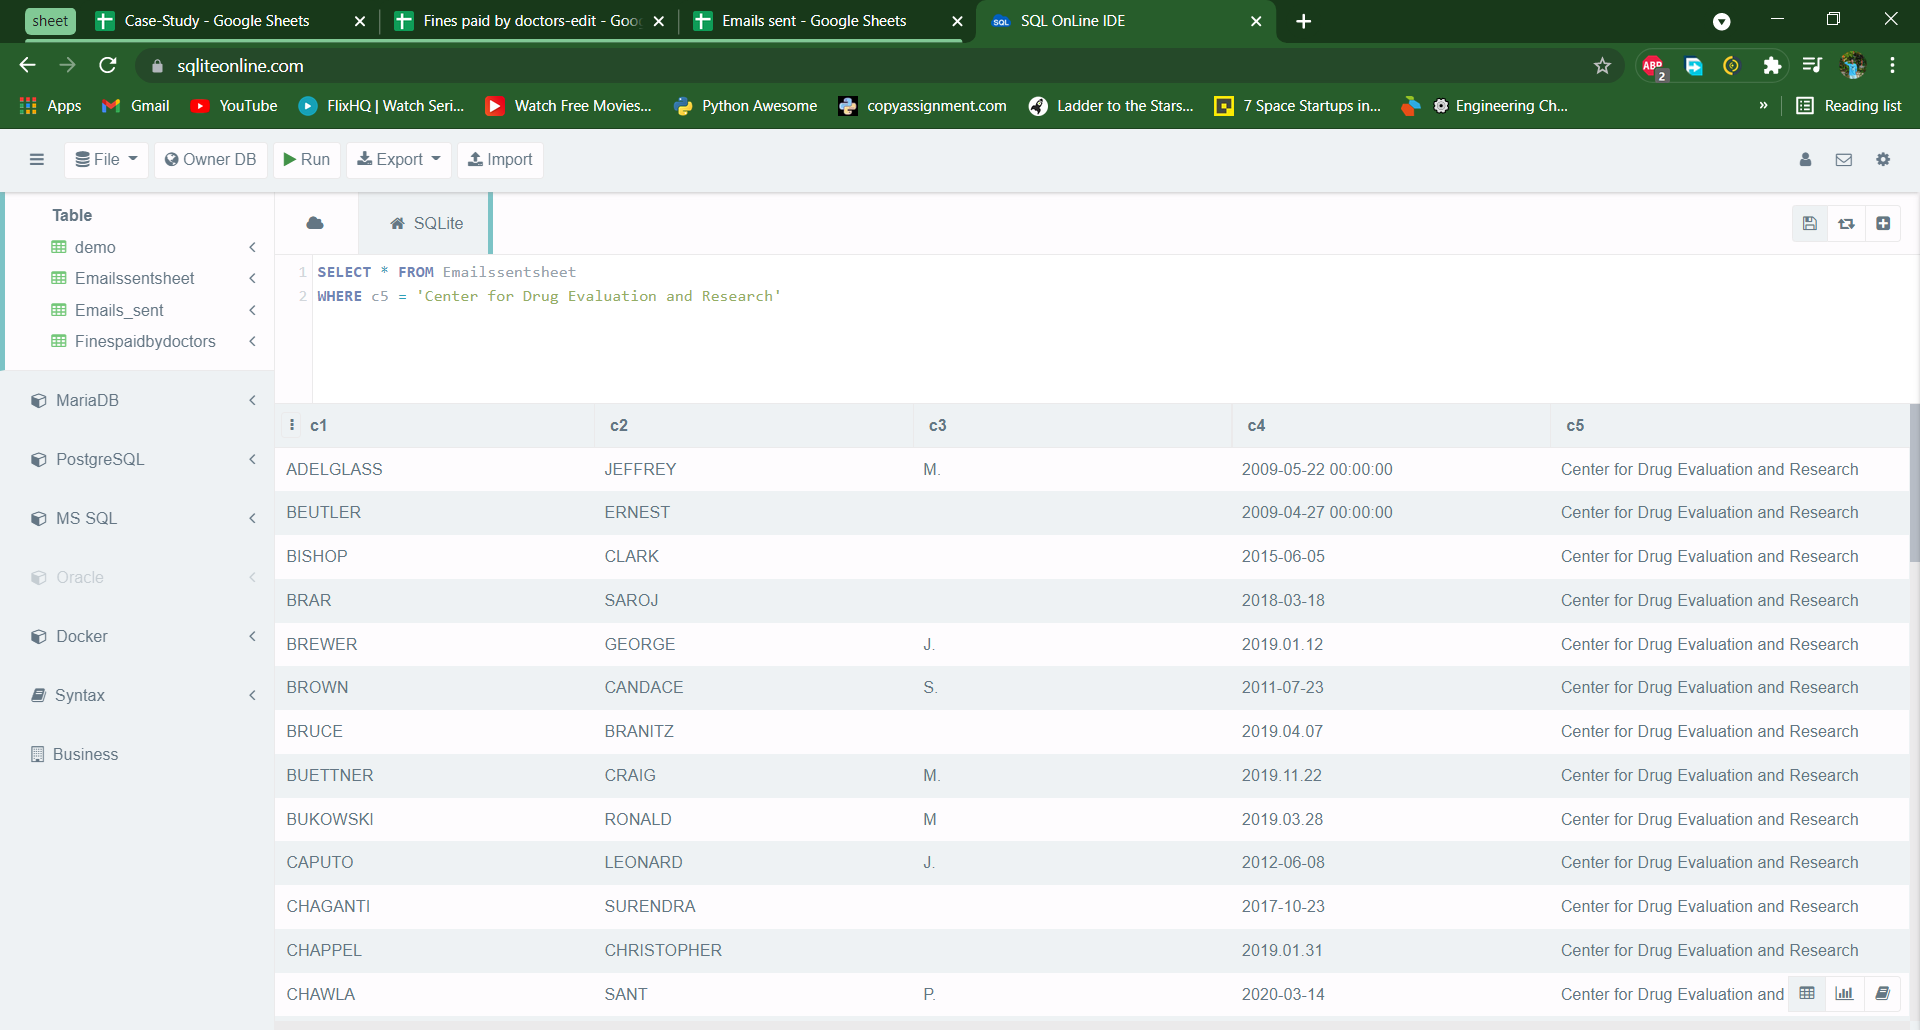 sheet
Case-Study - Google Sheets
Fines paid by doctors-edit - Goo
Emails sent - Google Sheets
SQL OnLine IDE
sqliteonline.com
ABP
2
Apps
Gmail
YouTube
FlixHQ | Watch Seri...
Watch Free Movies...
Python Awesome
copyassignment.com
Ladder to the Stars...
7 Space Startups in...
Engineering Ch...
»
Reading list
File
Owner DB
Run
Export
Import
Table
demo
Emailssentsheet
Emails_sent
Finespaidbydoctors
MariaDB
PostgreSQL
MS SQL
Oracle
Docker
Syntax
Business
SQLite
1 SELECT * FROM Emailssentsheet
2 WHERE c5 = 'Center for Drug Evaluation and Research'
c1 c2 c3 c4 c5
ADELGLASS JEFFREY M. 2009-05-22 00:00:00 Center for Drug Evaluation and Research
BEUTLER ERNEST 2009-04-27 00:00:00 Center for Drug Evaluation and Research
BISHOP CLARK 2015-06-05 Center for Drug Evaluation and Research
BRAR SAROJ 2018-03-18 Center for Drug Evaluation and Research
BREWER GEORGE J. 2019.01.12 Center for Drug Evaluation and Research
BROWN CANDACE S. 2011-07-23 Center for Drug Evaluation and Research
BRUCE BRANITZ 2019.04.07 Center for Drug Evaluation and Research
BUETTNER CRAIG M. 2019.11.22 Center for Drug Evaluation and Research
BUKOWSKI RONALD M 2019.03.28 Center for Drug Evaluation and Research
CAPUTO LEONARD J. 2012-06-08 Center for Drug Evaluation and Research
CHAGANTI SURENDRA 2017-10-23 Center for Drug Evaluation and Research
CHAPPEL CHRISTOPHER 2019.01.31 Center for Drug Evaluation and Research
CHAWLA SANT P. 2020-03-14 Center for Drug Evaluation and